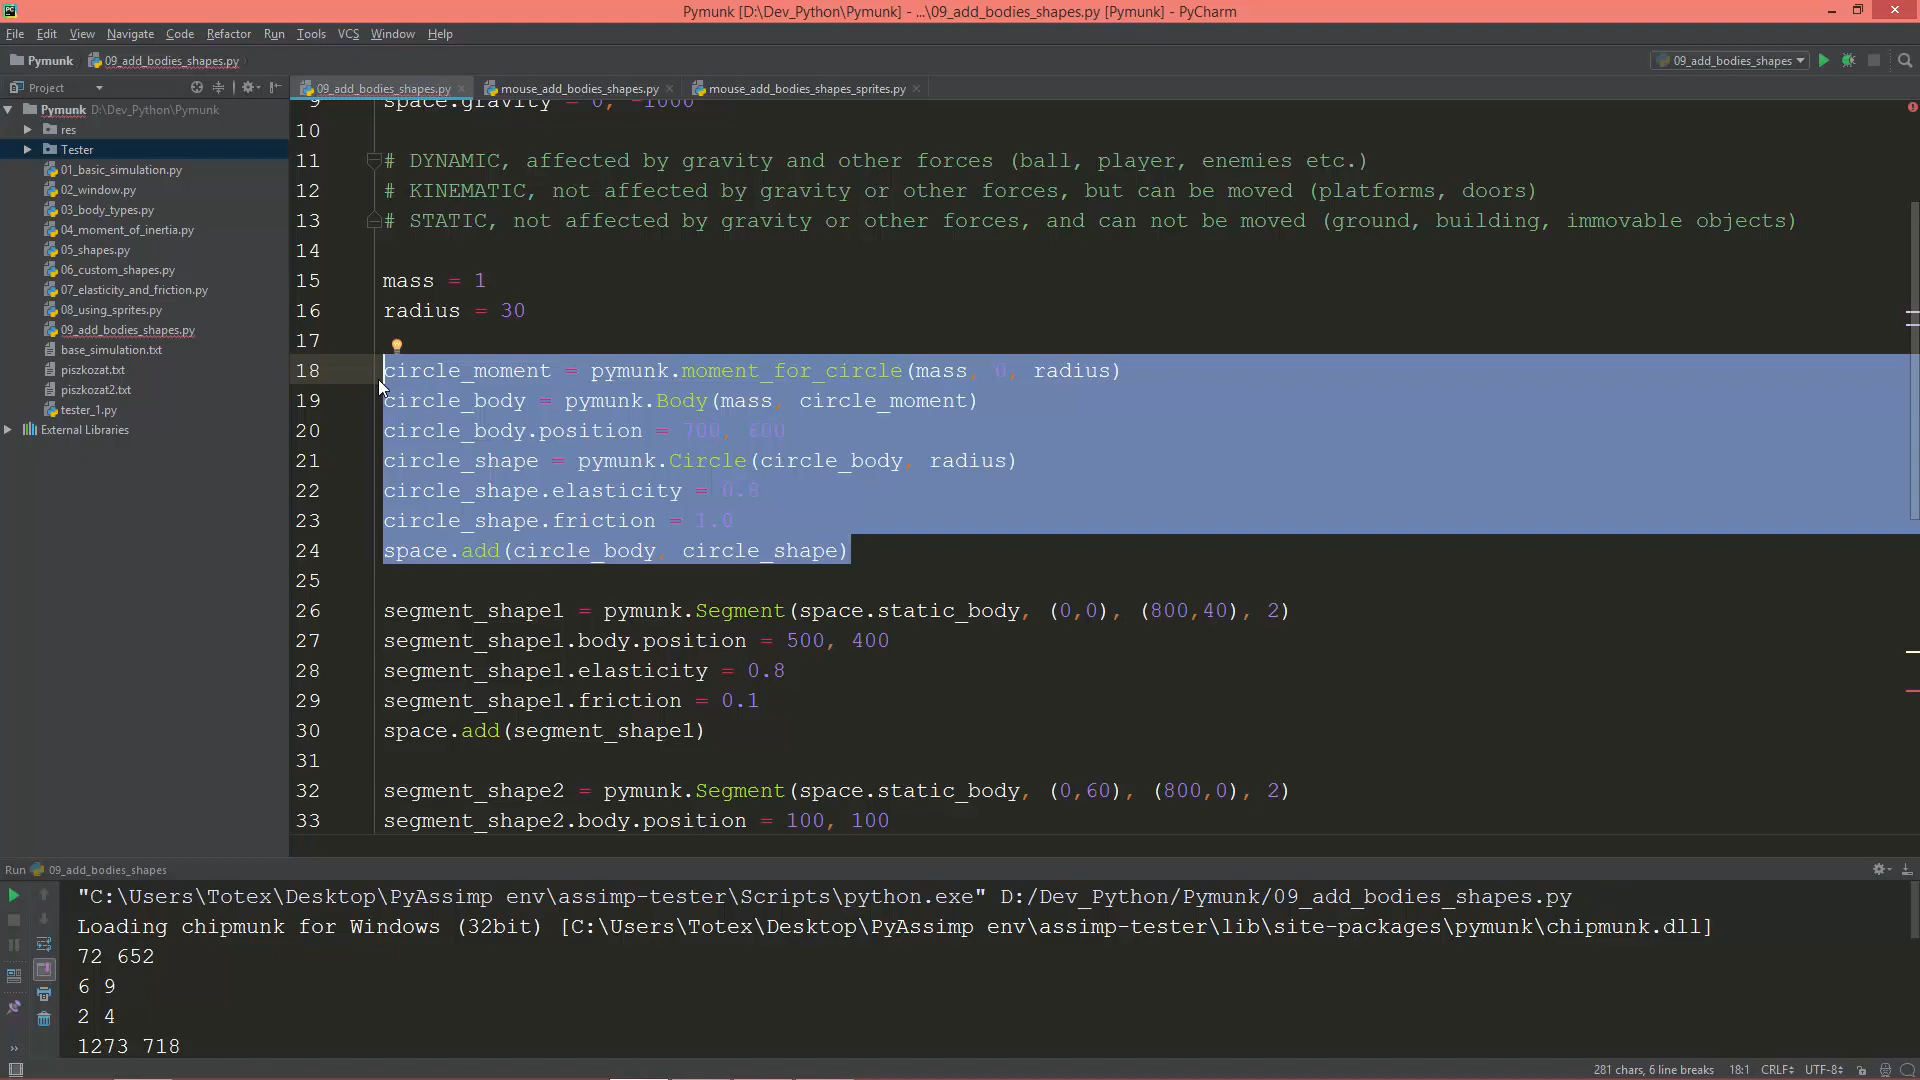 Pymunk [D:\Dev_Python\Pymunk] - ...\09_add_bodies_shapes.py [Pymunk] - PyCharm
File Edit View Navigate Code Refactor Run Tools VCS Window Help
Pymunk 09_add_bodies_shapes.py 09_add_bodies_shapes
Project 09_add_bodies_shapes.py mouse_add_bodies_shapes.py mouse_add_bodies_shapes_sprites.py
Pymunk D:\Dev_Python\Pymunk
res
Tester
01_basic_simulation.py
02_window.py
03_body_types.py
04_moment_of_inertia.py
05_shapes.py
06_custom_shapes.py
07_elasticity_and_friction.py
08_using_sprites.py
09_add_bodies_shapes.py
base_simulation.txt
piszkozat.txt
piszkozat2.txt
tester_1.py
External Libraries
9 space.gravity = 0, -1000
10
11 # DYNAMIC, affected by gravity and other forces (ball, player, enemies etc.)
12 # KINEMATIC, not affected by gravity or other forces, but can be moved (platforms, doors)
13 # STATIC, not affected by gravity or other forces, and can not be moved (ground, building, immovable objects)
14
15 mass = 1
16 radius = 30
17
18 circle_moment = pymunk.moment_for_circle(mass, 0, radius)
19 circle_body = pymunk.Body(mass, circle_moment)
20 circle_body.position = 700, 600
21 circle_shape = pymunk.Circle(circle_body, radius)
22 circle_shape.elasticity = 0.8
23 circle_shape.friction = 1.0
24 space.add(circle_body, circle_shape)
25
26 segment_shape1 = pymunk.Segment(space.static_body, (0,0), (800,40), 2)
27 segment_shape1.body.position = 500, 400
28 segment_shape1.elasticity = 0.8
29 segment_shape1.friction = 0.1
30 space.add(segment_shape1)
31
32 segment_shape2 = pymunk.Segment(space.static_body, (0,60), (800,0), 2)
33 segment_shape2.body.position = 100, 100
Run 09_add_bodies_shapes
"C:\Users\Totex\Desktop\PyAssimp env\assimp-tester\Scripts\python.exe" D:/Dev_Python/Pymunk/09_add_bodies_shapes.py
Loading chipmunk for Windows (32bit) [C:\Users\Totex\Desktop\PyAssimp env\assimp-tester\lib\site-packages\pymunk\chipmunk.dll]
72 652
6 9
2 4
1273 718
281 chars, 6 line breaks 18:1 CRLF UTF-8